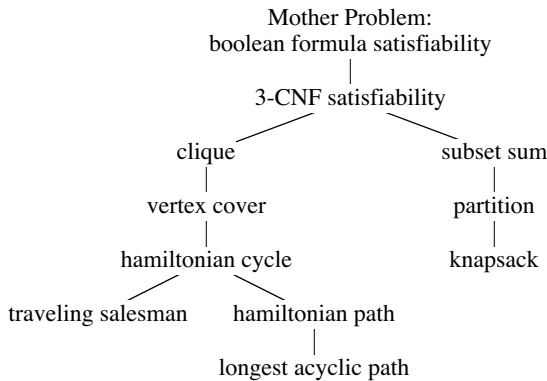 Mother Problem:
boolean formula satisfiability
3-CNF satisfiability
clique
subset sum
vertex cover
partition
hamiltonian cycle
knapsack
traveling salesman
hamiltonian path
longest acyclic path